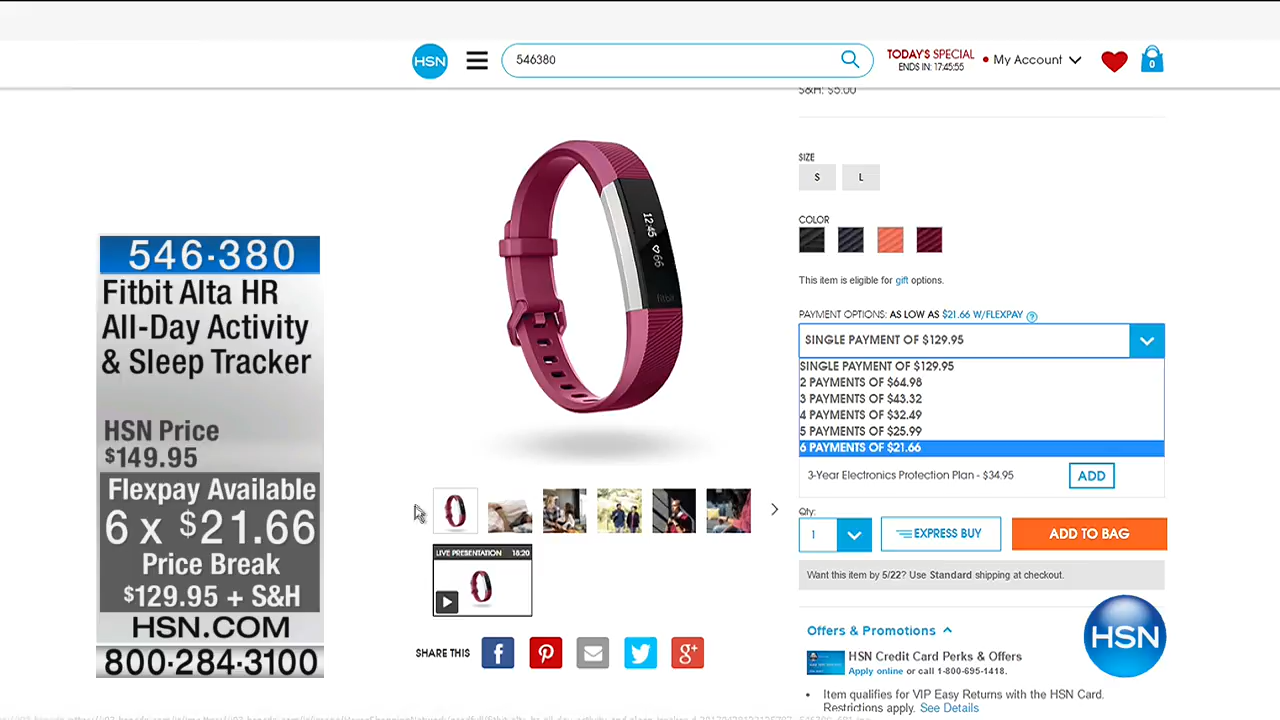 HSN
546380
TODAY'S SPECIAL
ENDS IN: 17:45:55
My Account
0
S&H: $5.00
SIZE
S
L
COLOR
This item is eligible for gift options.
PAYMENT OPTIONS: AS LOW AS $21.66 W/FLEXPAY ?
SINGLE PAYMENT OF $129.95
SINGLE PAYMENT OF $129.95
2 PAYMENTS OF $64.98
3 PAYMENTS OF $43.32
4 PAYMENTS OF $32.49
5 PAYMENTS OF $25.99
6 PAYMENTS OF $21.66
3-Year Electronics Protection Plan - $34.95
ADD
Qty:
1
EXPRESS BUY
ADD TO BAG
Want this item by 5/22? Use Standard shipping at checkout.
Offers & Promotions
HSN Credit Card Perks & Offers
Apply online or call 1-800-695-1418.
• Item qualifies for VIP Easy Returns with the HSN Card.
Restrictions apply. See Details
HSN
12:45
66
fitbit
LIVE PRESENTATION 18:20
SHARE THIS
546-380
Fitbit Alta HR
All-Day Activity
& Sleep Tracker
HSN Price
$149.95
Flexpay Available
6 x $21.66
Price Break
$129.95 + S&H
HSN.COM
800-284-3100